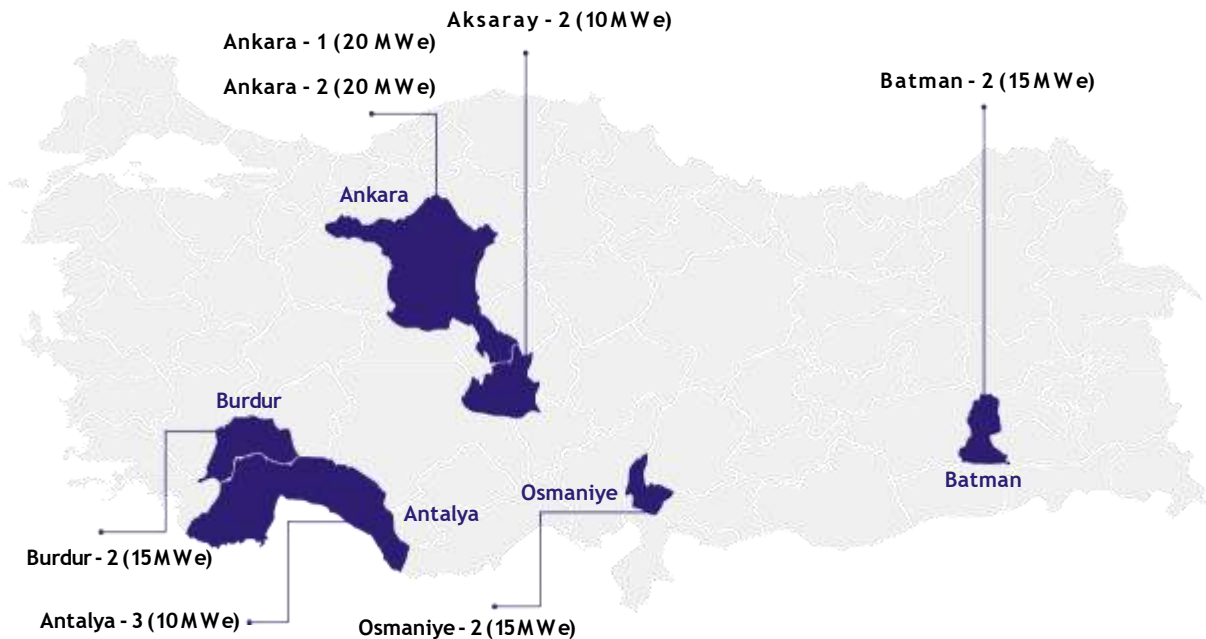 Aksaray - 2 (10MWe)
Ankara - 1 (20 MWe)
Ankara - 2 (20 MWe)
Batman - 2 (15MWe)
Ankara
Burdur
Osmaniye
Batman
Antalya
Burdur - 2 (15MWe)
Antalya - 3 (10MWe)
Osmaniye - 2 (15MWe)